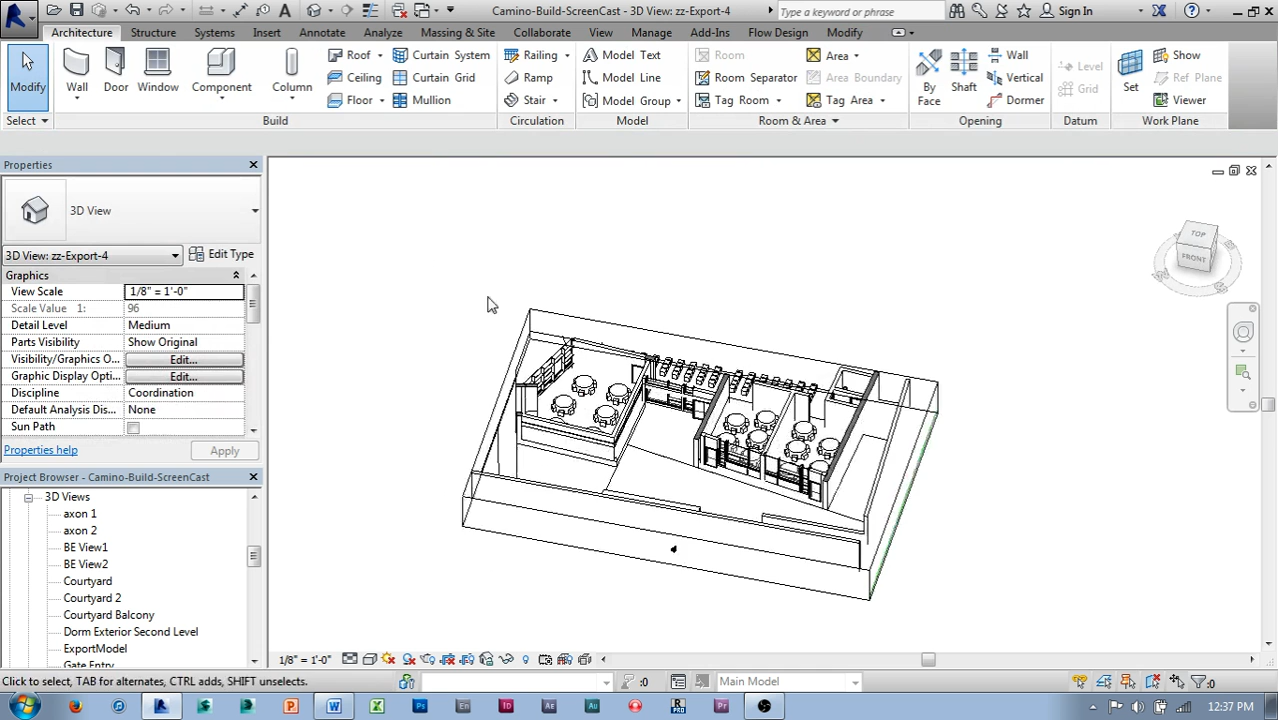 Camino-Build-ScreenCast - 3D View: zz-Export-4
Type a keyword or phrase
Sign In
Architecture Structure Systems Insert Annotate Analyze Massing & Site Collaborate View Manage Add-Ins Flow Design Modify
Modify
Wall
Door
Window
Component
Column
Roof
Ceiling
Floor
Curtain System
Curtain Grid
Mullion
Railing
Ramp
Stair
Model Text
Model Line
Model Group
Room
Room Separator
Tag Room
Area
Area Boundary
Tag Area
By Face
Shaft
Wall
Vertical
Dormer
Level
Grid
Set
Show
Ref Plane
Viewer
Select Build Circulation Model Room & Area Opening Datum Work Plane
Properties
3D View
3D View: zz-Export-4 Edit Type
Graphics
View Scale 1/8" = 1'-0"
Scale Value 1: 96
Detail Level Medium
Parts Visibility Show Original
Visibility/Graphics O... Edit...
Graphic Display Opti... Edit...
Discipline Coordination
Default Analysis Dis... None
Sun Path
Properties help Apply
Project Browser - Camino-Build-ScreenCast
3D Views
axon 1
axon 2
BE View1
BE View2
Courtyard
Courtyard 2
Courtyard Balcony
Dorm Exterior Second Level
ExportModel
Gate Entry
TOP
FRONT
1/8" = 1'-0"
Click to select, TAB for alternates, CTRL adds, SHIFT unselects.
:0
Main Model
:0
12:37 PM